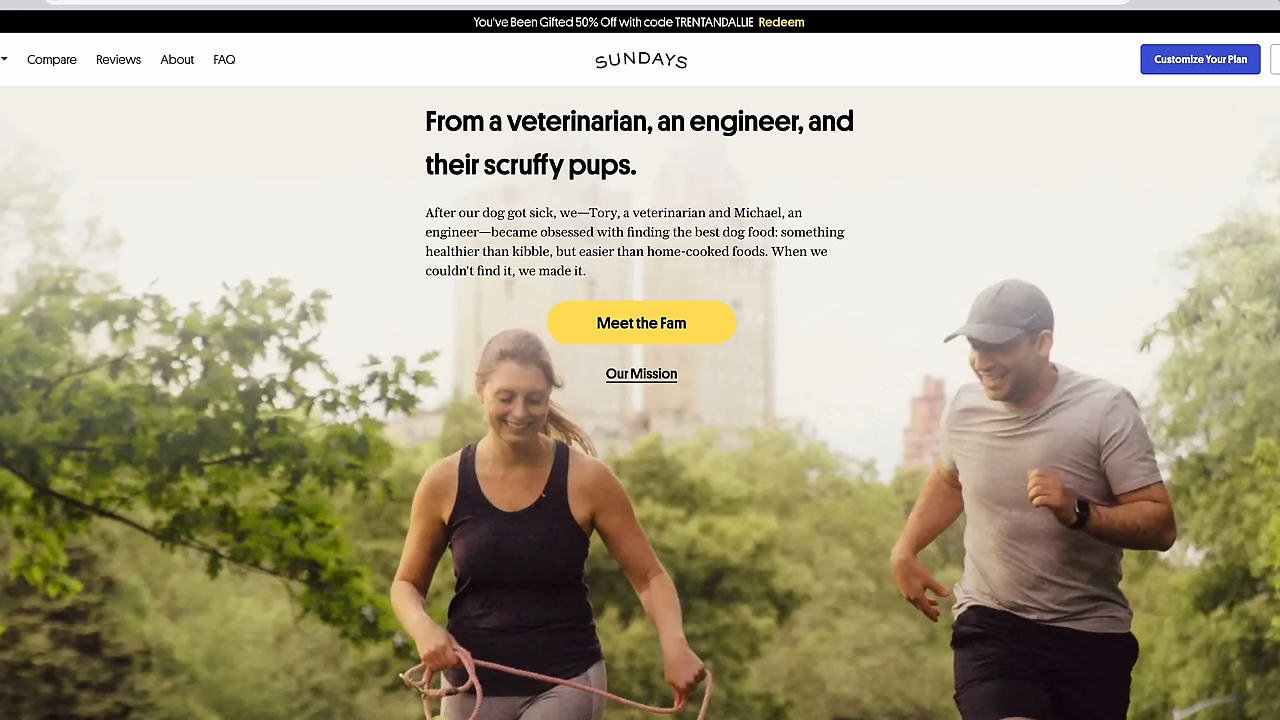 You've Been Gifted 50% Off with code TRENTANDALLIE Redeem
Compare Reviews About FAQ
SUNDAYS
Customize Your Plan
From a veterinarian, an engineer, and
their scruffy pups.
After our dog got sick, we—Tory, a veterinarian and Michael, an
engineer—became obsessed with finding the best dog food: something
healthier than kibble, but easier than home-cooked foods. When we
couldn't find it, we made it.
Meet the Fam
Our Mission